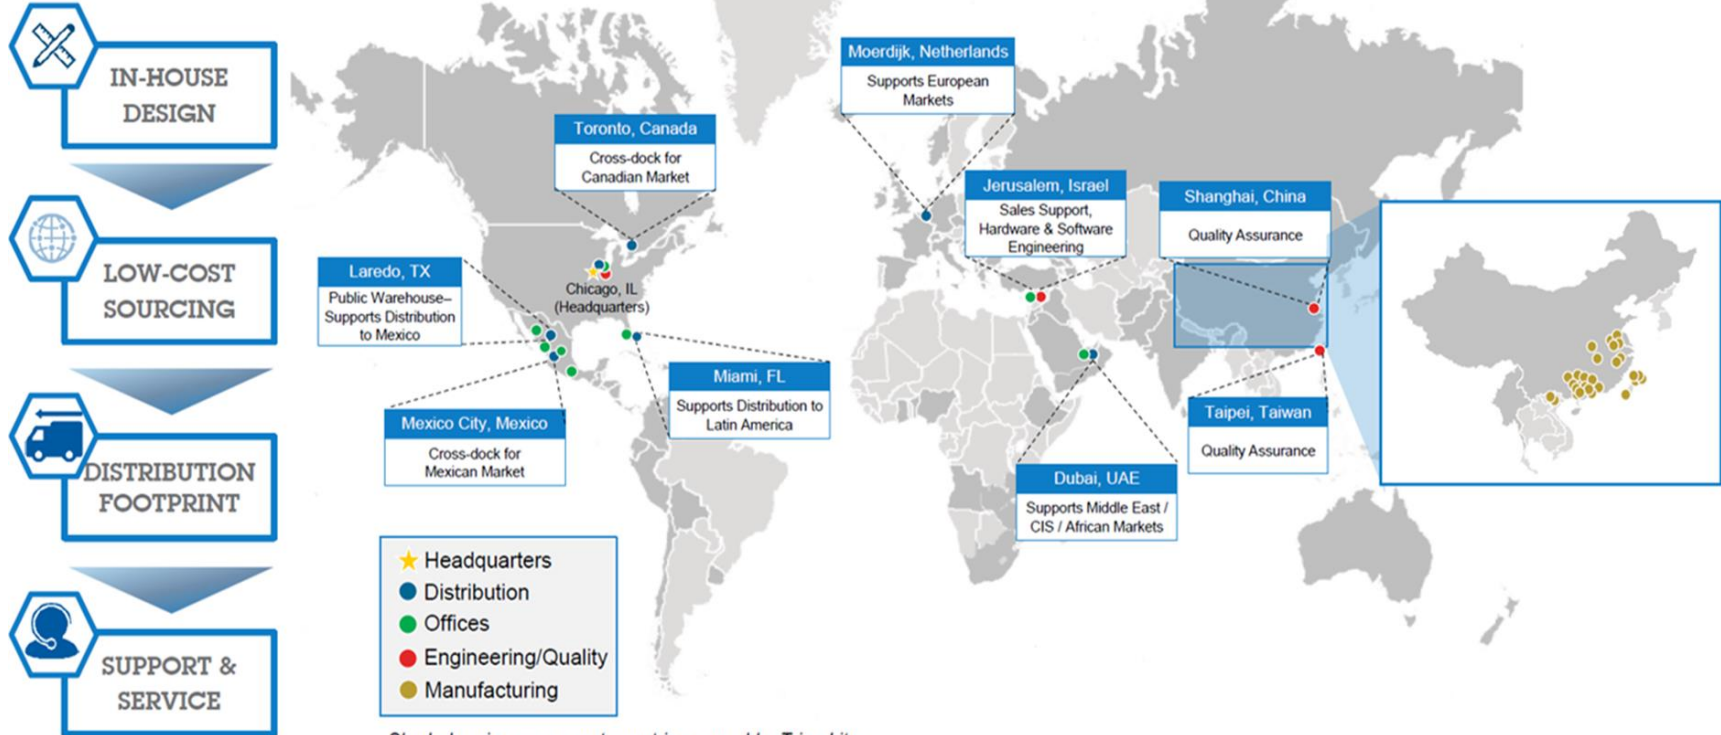 IN-HOUSE
DESIGN
LOW-COST
SOURCING
DISTRIBUTION
FOOTPRINT
SUPPORT &
SERVICE
Toronto, Canada
Cross-dock for
Canadian Market
Moerdijk, Netherlands
Supports European
Markets
Jerusalem, Israel
Sales Support,
Hardware & Software
Engineering
Shanghai, China
Quality Assurance
Laredo, TX
Public Warehouse–
Supports Distribution
to Mexico
Chicago, IL
(Headquarters)
Miami, FL
Supports Distribution to
Latin America
Mexico City, Mexico
Cross-dock for
Mexican Market
Taipei, Taiwan
Quality Assurance
Dubai, UAE
Supports Middle East /
CIS / African Markets
Headquarters
Distribution
Offices
Engineering/Quality
Manufacturing